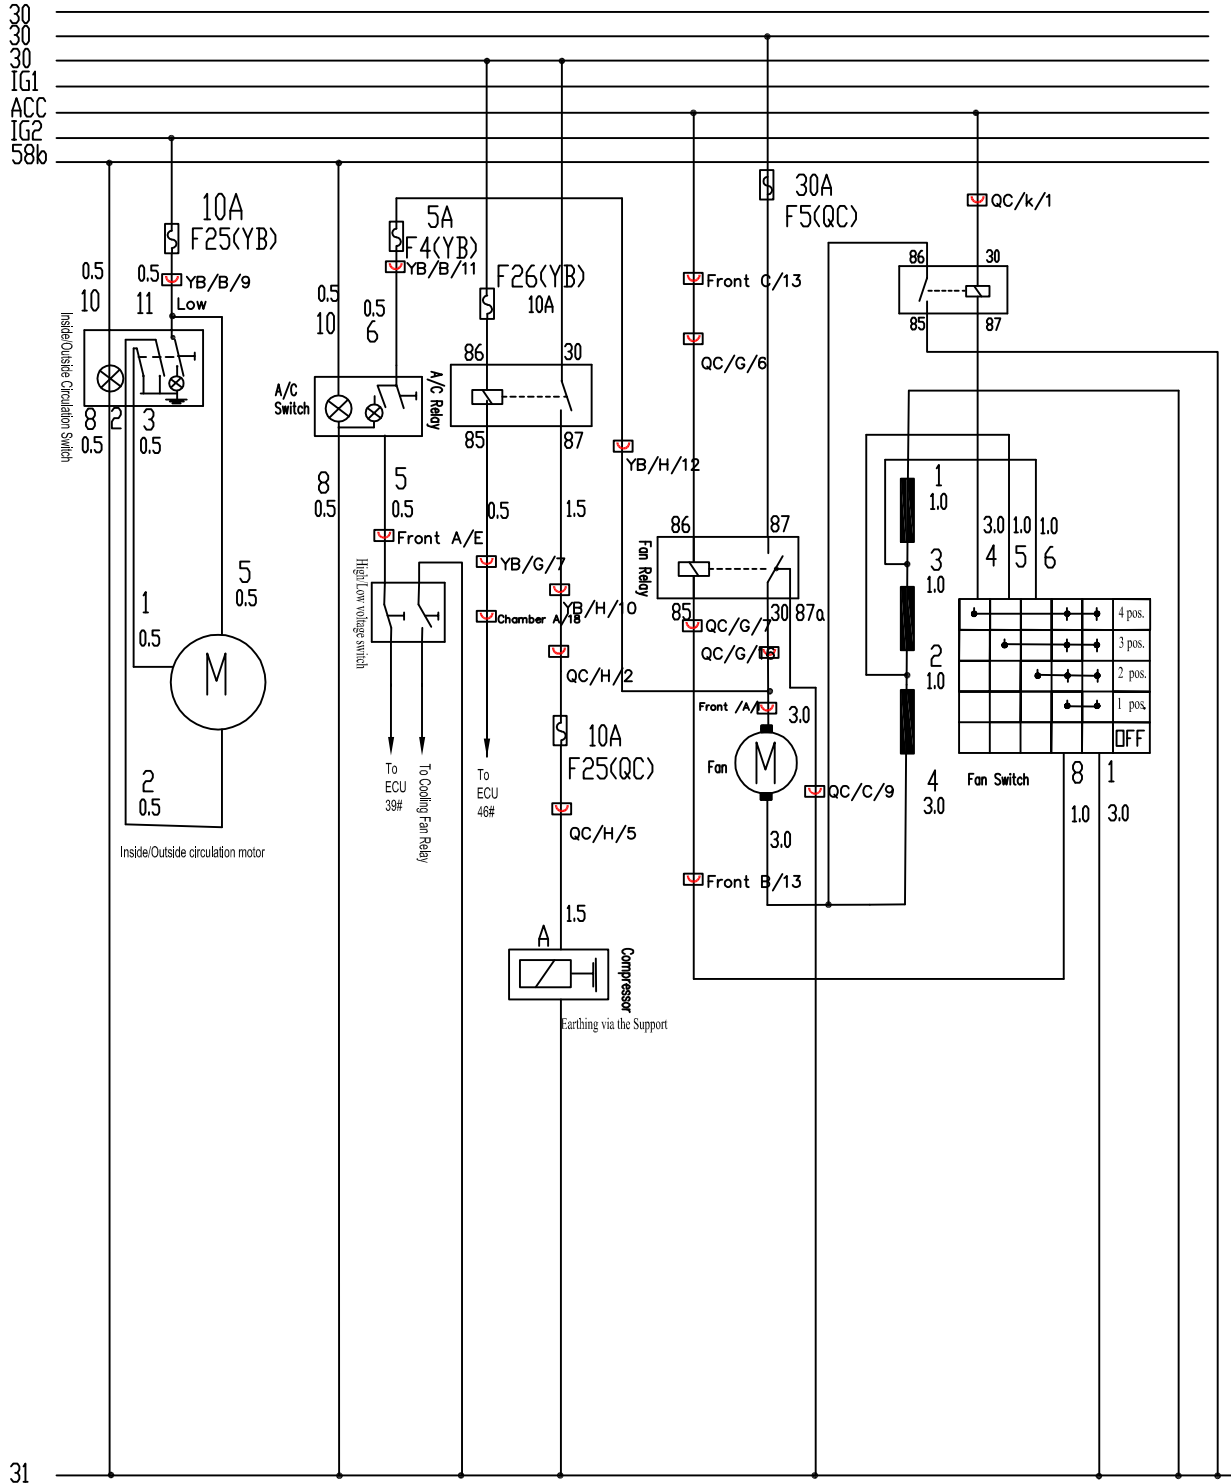 30
30
30
IG1
ACC
IG2
58b
10A
F25(YB)
YB/B/9
Low
0.5
10
0.5
11
Inside/Outside Circulation Switch
8
2
3
0.5
0.5
5
0.5
1
0.5
M
2
0.5
Inside/Outside circulation motor
5A
F4(YB)
YB/B/11
0.5
10
0.5
6
A/C
Switch
8
0.5
5
0.5
Front A/E
High/Low voltage switch
To
ECU
39#
To Cooling Fan Relay
F26(YB)
10A
86
30
A/C Relay
85
87
0.5
1.5
YB/G/7
Chamber A/18
YB/H/10
QC/H/2
10A
F25(QC)
To
ECU
46#
QC/H/5
1.5
A
Compressor
Earthing via the Support
YB/H/12
30A
F5(QC)
Front C/13
QC/G/6
86
87
Fan Relay
85
30
87a
QC/G/7
Front /A/
3.0
Fan
M
3.0
QC/C/9
Front B/13
QC/k/1
86
30
85
87
1
1.0
3
1.0
2
1.0
4
3.0
3.0
1.0
1.0
4
5
6
4 pos.
3 pos.
2 pos.
1 pos.
OFF
Fan Switch
8
1
1.0
3.0
31